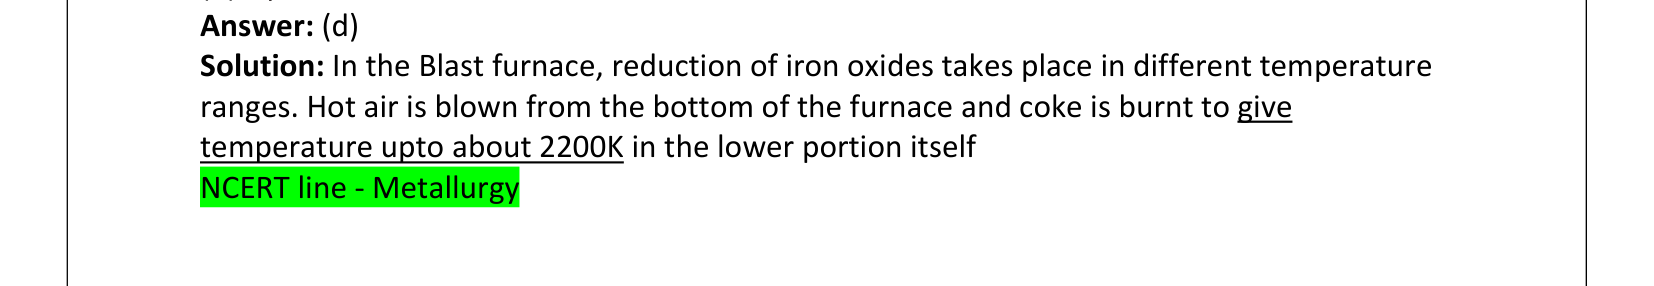 Answer: (d)
Solution: In the Blast furnace, reduction of iron oxides takes place in different temperature
ranges. Hot air is blown from the bottom of the furnace and coke is burnt to give
temperature upto about 2200K in the lower portion itself
NCERT line - Metallurgy